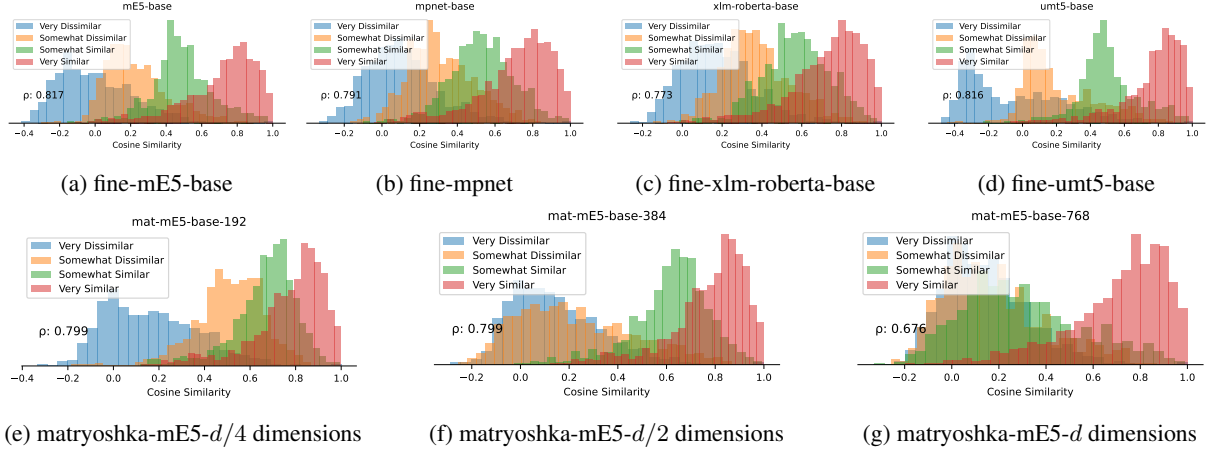 mE5-base
Very Dissimilar
Somewhat Dissimilar
Somewhat Similar
Very Similar
ρ: 0.817
−0.4 −0.2 0.0 0.2 0.4 0.6 0.8 1.0
Cosine Similarity
(a) fine-mE5-base
mpnet-base
Very Dissimilar
Somewhat Dissimilar
Somewhat Similar
Very Similar
ρ: 0.791
−0.2 0.0 0.2 0.4 0.6 0.8 1.0
Cosine Similarity
(b) fine-mpnet
xlm-roberta-base
Very Dissimilar
Somewhat Dissimilar
Somewhat Similar
Very Similar
ρ: 0.773
−0.2 0.0 0.2 0.4 0.6 0.8 1.0
Cosine Similarity
(c) fine-xlm-roberta-base
umt5-base
Very Dissimilar
Somewhat Dissimilar
Somewhat Similar
Very Similar
ρ: 0.816
−0.4 −0.2 0.0 0.2 0.4 0.6 0.8 1.0
Cosine Similarity
(d) fine-umt5-base
mat-mE5-base-192
Very Dissimilar
Somewhat Dissimilar
Somewhat Similar
Very Similar
ρ: 0.799
−0.4 −0.2 0.0 0.2 0.4 0.6 0.8 1.0
Cosine Similarity
(e) matryoshka-mE5-d/4 dimensions
mat-mE5-base-384
Very Dissimilar
Somewhat Dissimilar
Somewhat Similar
Very Similar
ρ: 0.799
−0.2 0.0 0.2 0.4 0.6 0.8 1.0
Cosine Similarity
(f) matryoshka-mE5-d/2 dimensions
mat-mE5-base-768
Very Dissimilar
Somewhat Dissimilar
Somewhat Similar
Very Similar
ρ: 0.676
−0.2 0.0 0.2 0.4 0.6 0.8 1.0
Cosine Similarity
(g) matryoshka-mE5-d dimensions